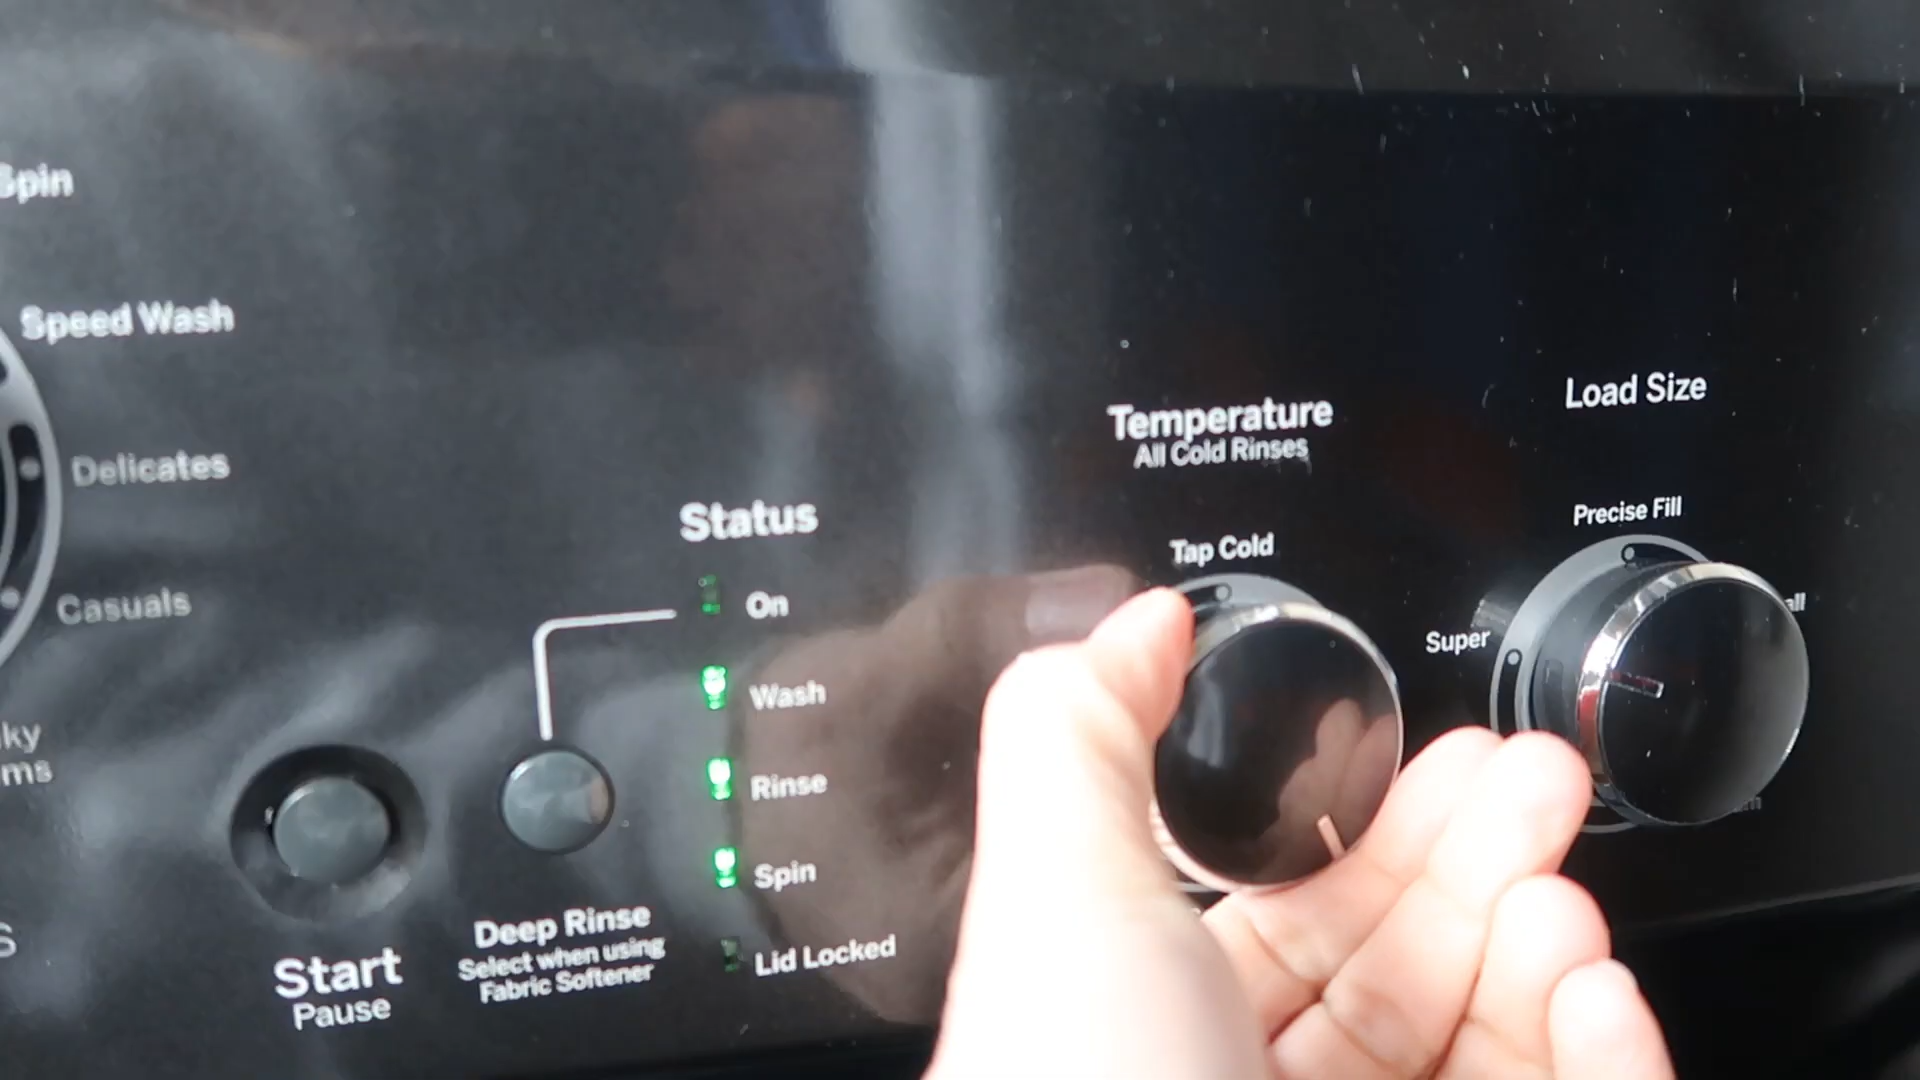 Spin
Speed Wash
Delicates
Casuals
Start
Pause
Deep Rinse
Select when using
Fabric Softener
Status
On
Wash
Rinse
Spin
Lid Locked
Temperature
All Cold Rinses
Tap Cold
Load Size
Precise Fill
Super